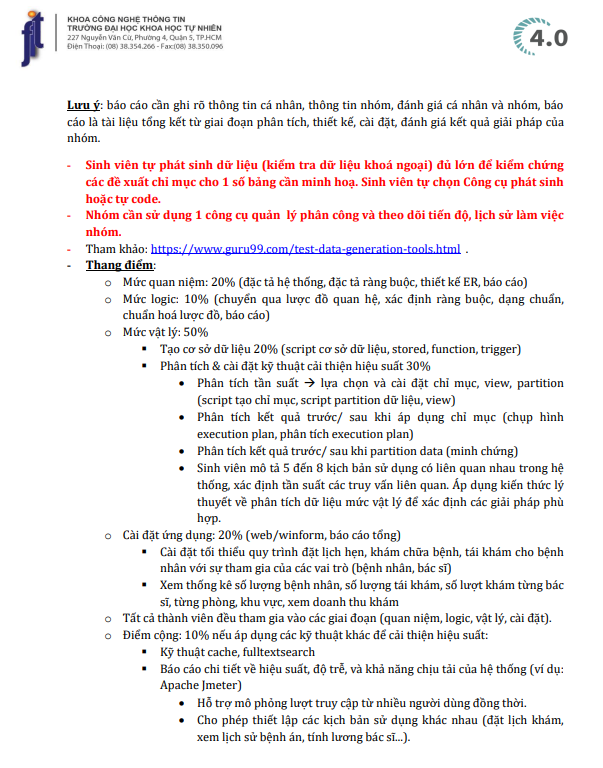 KHOA CÔNG NGHỆ THÔNG TIN
TRƯỜNG ĐẠI HỌC KHOA HỌC TỰ NHIÊN
227 Nguyễn Văn Cừ, Phường 4, Quận 5, TP.HCM
Điện Thoại: (08) 38.354.266 - Fax:(08) 38.350.096
fit
4.0
Lưu ý: báo cáo cần ghi rõ thông tin cá nhân, thông tin nhóm, đánh giá cá nhân và nhóm, báo
cáo là tài liệu tổng kết từ giai đoạn phân tích, thiết kế, cài đặt, đánh giá kết quả giải pháp của
nhóm.
- Sinh viên tự phát sinh dữ liệu (kiểm tra dữ liệu khoá ngoại) đủ lớn để kiểm chứng
các đề xuất chỉ mục cho 1 số bảng cần minh hoạ. Sinh viên tự chọn Công cụ phát sinh
hoặc tự code.
- Nhóm cần sử dụng 1 công cụ quản lý phân công và theo dõi tiến độ, lịch sử làm việc
nhóm.
- Tham khảo: https://www.guru99.com/test-data-generation-tools.html .
- Thang điểm:
o Mức quan niệm: 20% (đặc tả hệ thống, đặc tả ràng buộc, thiết kế ER, báo cáo)
o Mức logic: 10% (chuyển qua lược đồ quan hệ, xác định ràng buộc, dạng chuẩn,
chuẩn hoá lược đồ, báo cáo)
o Mức vật lý: 50%
▪ Tạo cơ sở dữ liệu 20% (script cơ sở dữ liệu, stored, function, trigger)
▪ Phân tích & cài đặt kỹ thuật cải thiện hiệu suất 30%
• Phân tích tần suất → lựa chọn và cài đặt chỉ mục, view, partition
(script tạo chỉ mục, script partition dữ liệu, view)
• Phân tích kết quả trước/ sau khi áp dụng chỉ mục (chụp hình
execution plan, phân tích execution plan)
• Phân tích kết quả trước/ sau khi partition data (minh chứng)
• Sinh viên mô tả 5 đến 8 kịch bản sử dụng có liên quan nhau trong hệ
thống, xác định tần suất các truy vấn liên quan. Áp dụng kiến thức lý
thuyết về phân tích dữ liệu mức vật lý để xác định các giải pháp phù
hợp.
o Cài đặt ứng dụng: 20% (web/winform, báo cáo tổng)
▪ Cài đặt tối thiểu quy trình đặt lịch hẹn, khám chữa bệnh, tái khám cho bệnh
nhân với sự tham gia của các vai trò (bệnh nhân, bác sĩ)
▪ Xem thống kê số lượng bệnh nhân, số lượng tái khám, số lượt khám từng bác
sĩ, từng phòng, khu vực, xem doanh thu khám
o Tất cả thành viên đều tham gia vào các giai đoạn (quan niệm, logic, vật lý, cài đặt).
o Điểm cộng: 10% nếu áp dụng các kỹ thuật khác để cải thiện hiệu suất:
▪ Kỹ thuật cache, fulltextsearch
▪ Báo cáo chi tiết về hiệu suất, độ trễ, và khả năng chịu tải của hệ thống (ví dụ:
Apache Jmeter)
• Hỗ trợ mô phỏng lượt truy cập từ nhiều người dùng đồng thời.
• Cho phép thiết lập các kịch bản sử dụng khác nhau (đặt lịch khám,
xem lịch sử bệnh án, tính lương bác sĩ...).